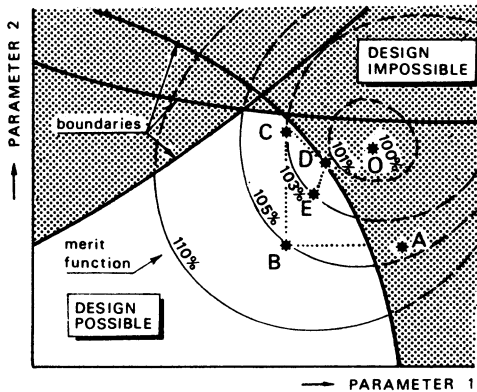 PARAMETER 2
DESIGN
IMPOSSIBLE
boundaries
C
D
O
101%
100%
103%
E
105%
A
B
merit
function
110%
DESIGN
POSSIBLE
PARAMETER 1